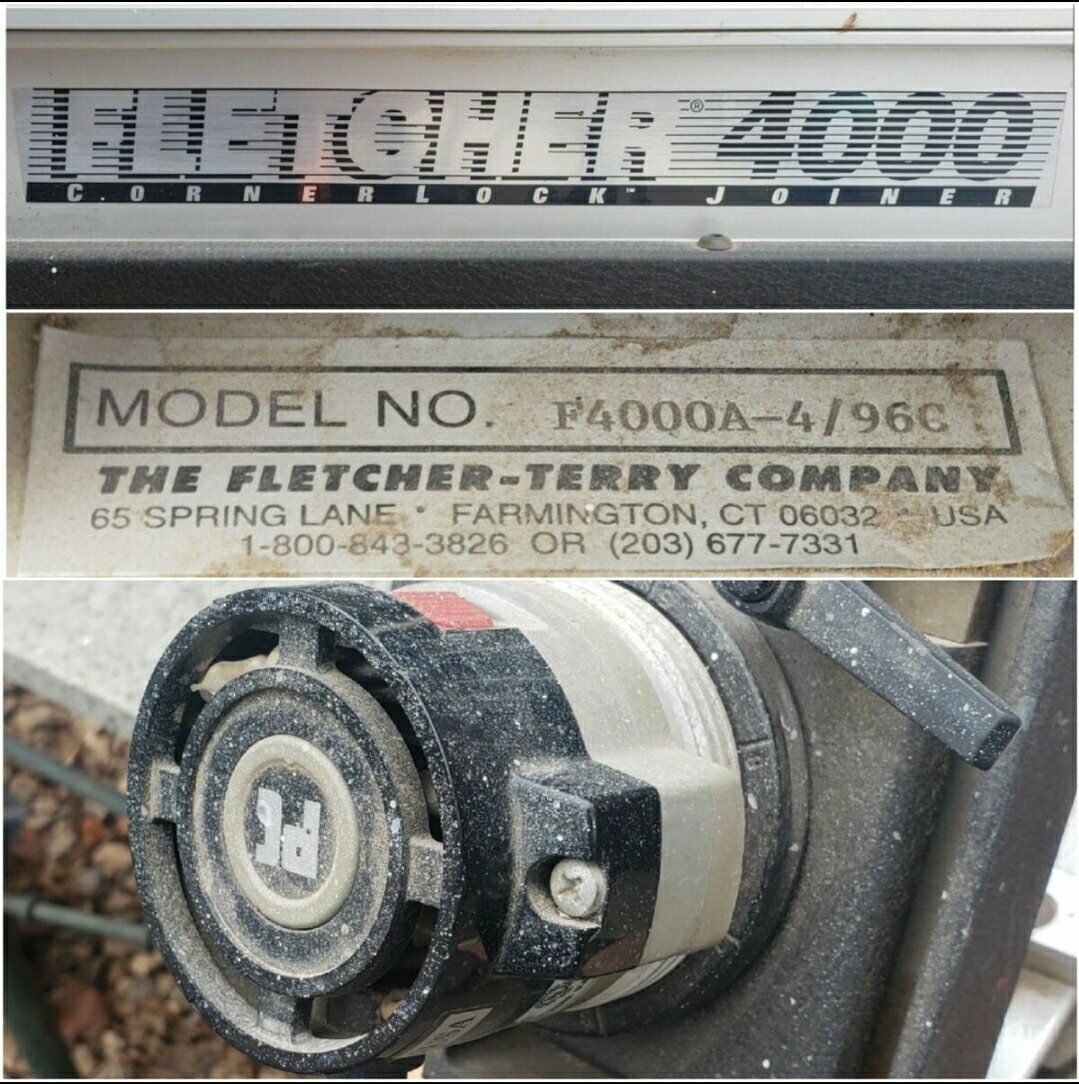 FLETCHER® 4000
CORNERLOCK™ JOINER
MODEL NO. F4000A-4/96C
THE FLETCHER-TERRY COMPANY
65 SPRING LANE • FARMINGTON, CT 06032 • USA
1-800-843-3826 OR (203) 677-7331
PC